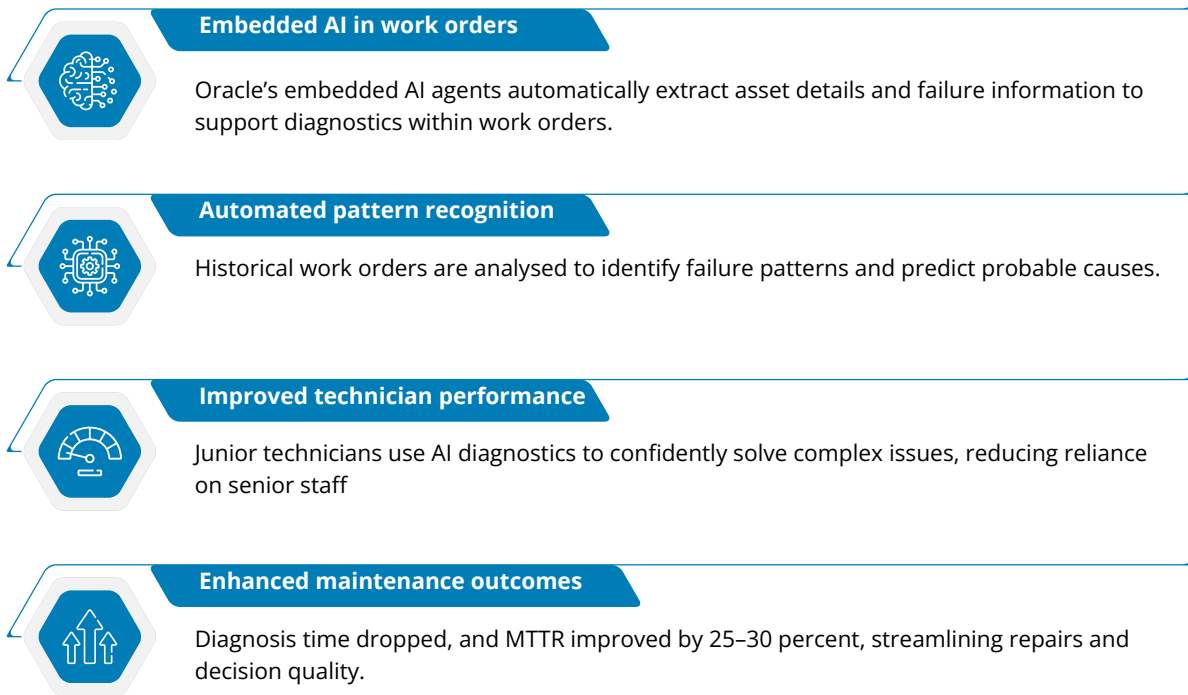 Embedded AI in work orders
Oracle’s embedded AI agents automatically extract asset details and failure information to
support diagnostics within work orders.
Automated pattern recognition
Historical work orders are analysed to identify failure patterns and predict probable causes.
Improved technician performance
Junior technicians use AI diagnostics to confidently solve complex issues, reducing reliance
on senior staff
Enhanced maintenance outcomes
Diagnosis time dropped, and MTTR improved by 25–30 percent, streamlining repairs and
decision quality.